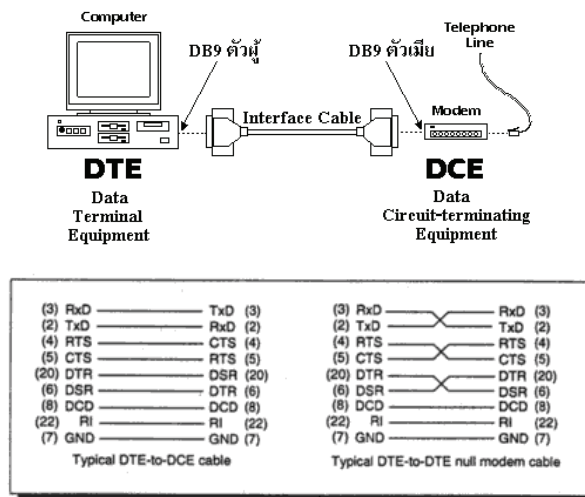 Computer
DB9 ตัวผู้
DB9 ตัวเมีย
Telephone
Line
Interface Cable
Modem
DTE
Data
Terminal
Equipment
DCE
Data
Circuit-terminating
Equipment
(3) RxD TxD (3)
(2) TxD RxD (2)
(4) RTS CTS (4)
(5) CTS RTS (5)
(20) DTR DSR (20)
(6) DSR DTR (6)
(8) DCD DCD (8)
(22) RI RI (22)
(7) GND GND (7)
Typical DTE-to-DCE cable
(3) RxD RxD (3)
(2) TxD TxD (2)
(4) RTS RTS (4)
(5) CTS CTS (5)
(20) DTR DTR (20)
(6) DSR DSR (6)
(8) DCD DCD (8)
(22) RI RI (22)
(7) GND GND (7)
Typical DTE-to-DTE null modem cable